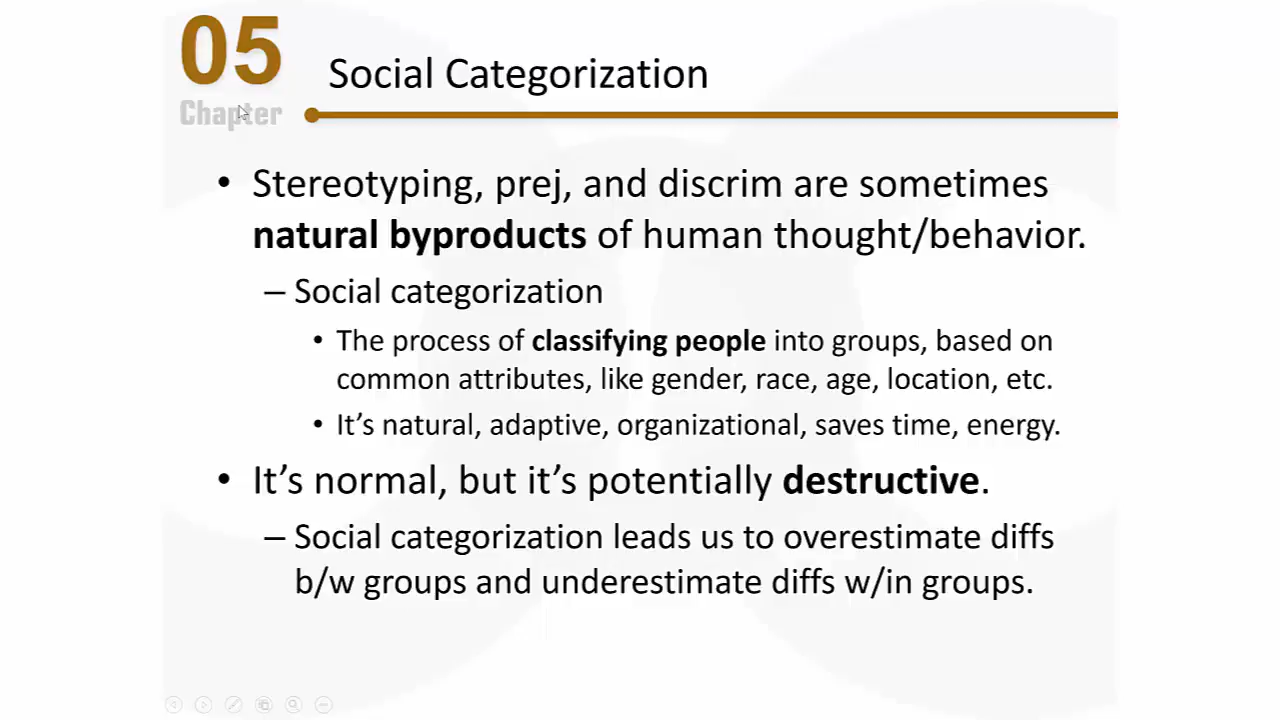 05
Chapter
Social Categorization
• Stereotyping, prej, and discrim are sometimes
natural byproducts of human thought/behavior.
– Social categorization
• The process of classifying people into groups, based on
common attributes, like gender, race, age, location, etc.
• It’s natural, adaptive, organizational, saves time, energy.
• It’s normal, but it’s potentially destructive.
– Social categorization leads us to overestimate diffs
b/w groups and underestimate diffs w/in groups.